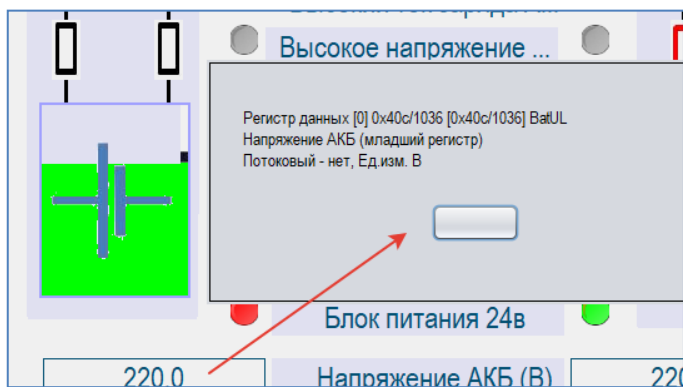 Высокое напряжение ...
Регистр данных [0] 0x40c/1036 [0x40c/1036] BatUL
Напряжение АКБ (младший регистр)
Потоковый - нет, Ед.изм. В
Блок питания 24в
220.0
Напряжение АКБ (В)